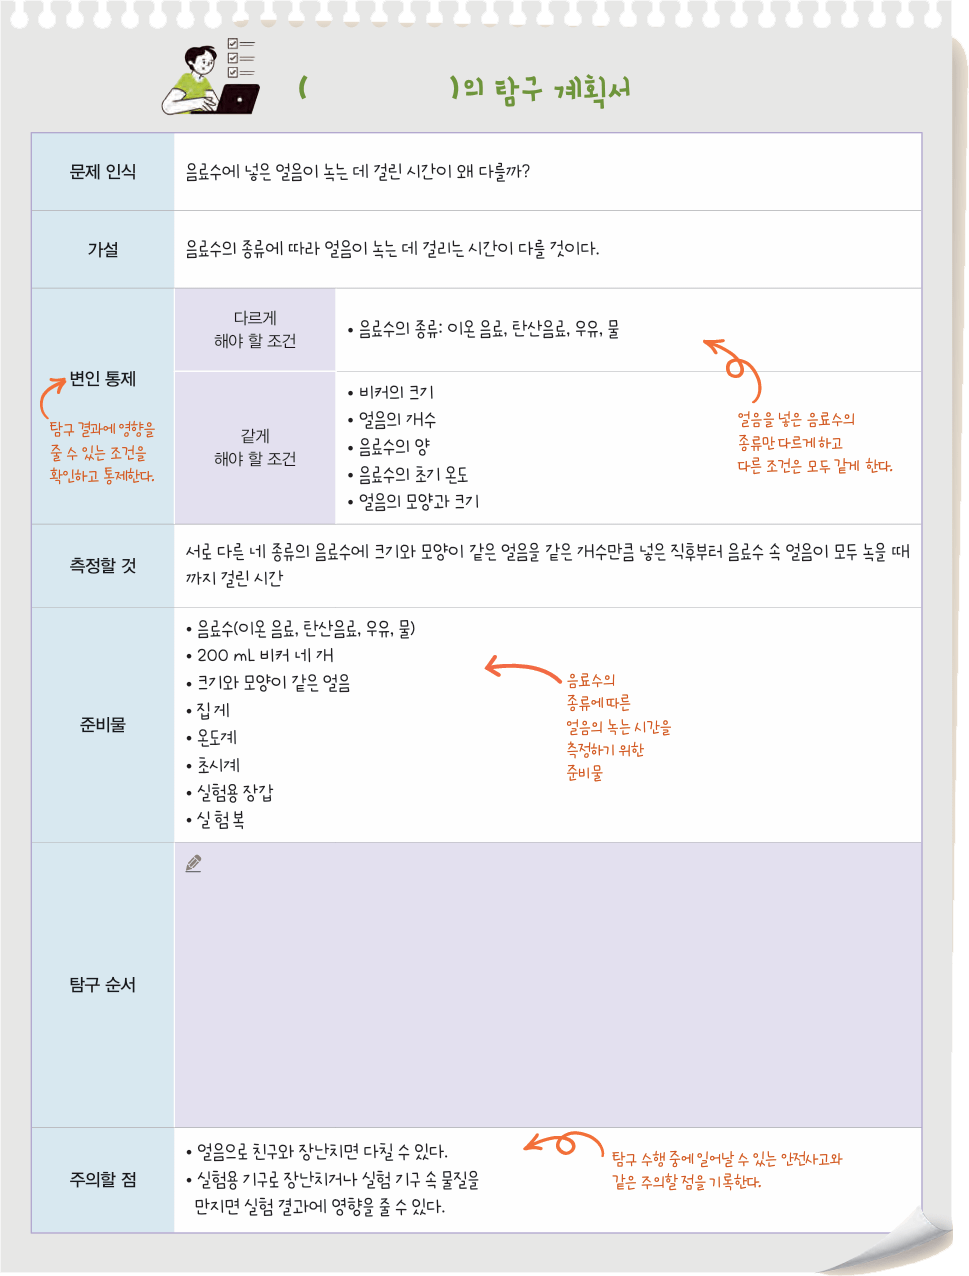 ( )의 탐구 계획서
문제 인식
음료수에 넣은 얼음이 녹는 데 걸린 시간이 왜 다를까?
가설
음료수의 종류에 따라 얼음이 녹는 데 걸리는 시간이 다를 것이다.
변인 통제
탐구 결과에 영향을
줄 수 있는 조건을
확인하고 통제한다.
다르게
해야 할 조건
• 음료수의 종류: 이온 음료, 탄산음료, 우유, 물
같게
해야 할 조건
• 비커의 크기
• 얼음의 개수
• 음료수의 양
• 음료수의 초기 온도
• 얼음의 모양과 크기
얼음을 넣은 음료수의
종류만 다르게 하고
다른 조건은 모두 같게 한다.
측정할 것
서로 다른 네 종류의 음료수에 크기와 모양이 같은 얼음을 같은 개수만큼 넣은 직후부터 음료수 속 얼음이 모두 녹을 때
까지 걸린 시간
준비물
• 음료수(이온 음료, 탄산음료, 우유, 물)
• 200 mL 비커 네 개
• 크기와 모양이 같은 얼음
• 집게
• 온도계
• 초시계
• 실험용 장갑
• 실험복
음료수의
종류에 따른
얼음의 녹는 시간을
측정하기 위한
준비물
탐구 순서
주의할 점
• 얼음으로 친구와 장난치면 다칠 수 있다.
• 실험용 기구로 장난치거나 실험 기구 속 물질을
만지면 실험 결과에 영향을 줄 수 있다.
탐구 수행 중에 일어날 수 있는 안전사고와
같은 주의할 점을 기록한다.